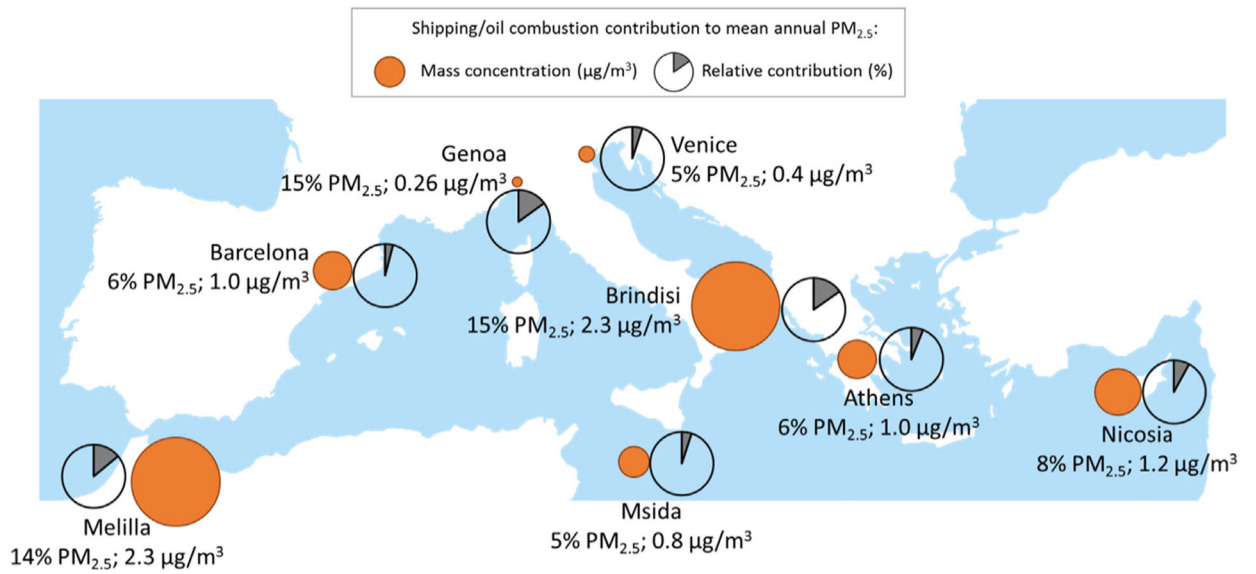 Shipping/oil combustion contribution to mean annual PM₂.₅:
Mass concentration (µg/m³)
Relative contribution (%)
Genoa
15% PM₂.₅; 0.26 µg/m³
Venice
5% PM₂.₅; 0.4 µg/m³
Barcelona
6% PM₂.₅; 1.0 µg/m³
Brindisi
15% PM₂.₅; 2.3 µg/m³
Athens
6% PM₂.₅; 1.0 µg/m³
Nicosia
8% PM₂.₅; 1.2 µg/m³
Msida
5% PM₂.₅; 0.8 µg/m³
Melilla
14% PM₂.₅; 2.3 µg/m³